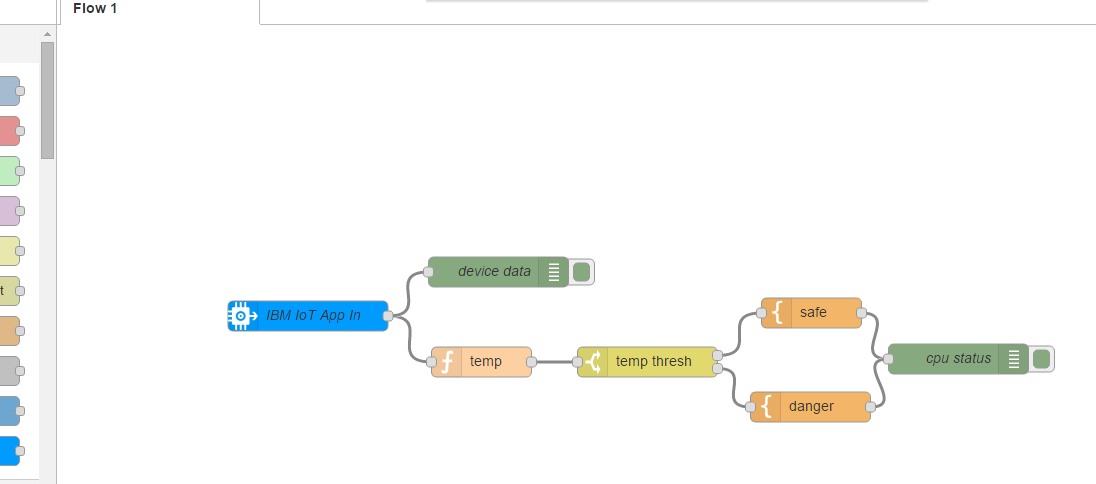 Flow 1
device data
IBM IoT App In
safe
temp
temp thresh
cpu status
danger
t